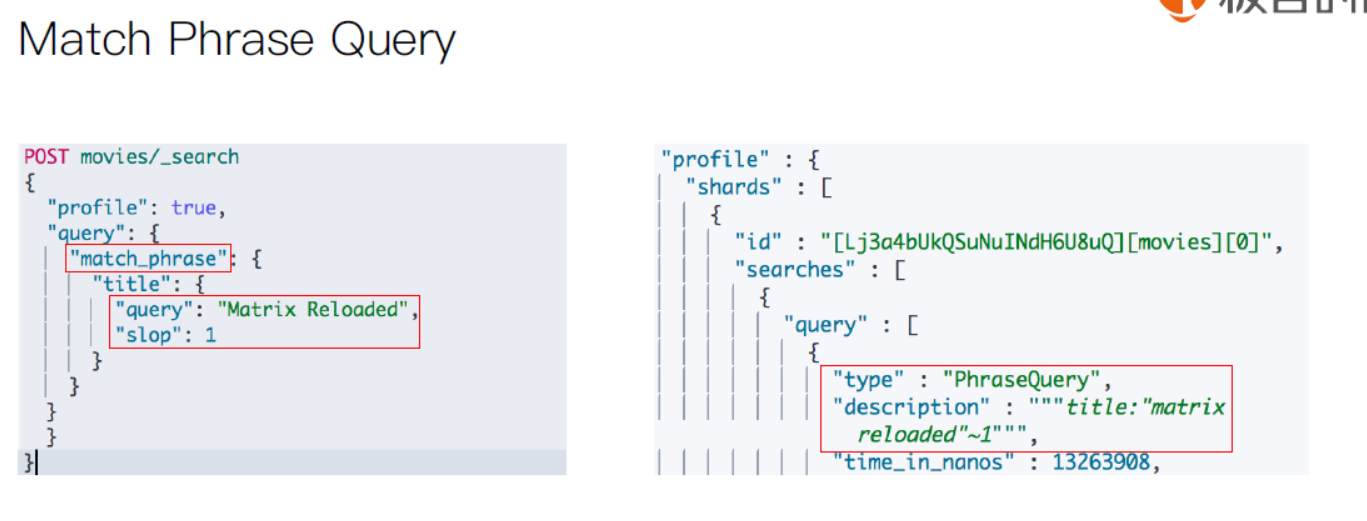 Match Phrase Query
POST movies/_search
{
  "profile": true,
  "query": {
    "match_phrase": {
      "title": {
        "query": "Matrix Reloaded",
        "slop": 1
      }
    }
  }
  }
}
"profile" : {
  "shards" : [
    {
      "id" : "[Lj3a4bUkQSuNuINdH6U8uQ][movies][0]",
      "searches" : [
        {
          "query" : [
            {
              "type" : "PhraseQuery",
              "description" : """title:"matrix
                reloaded"~1""",
              "time_in_nanos" : 13263908,